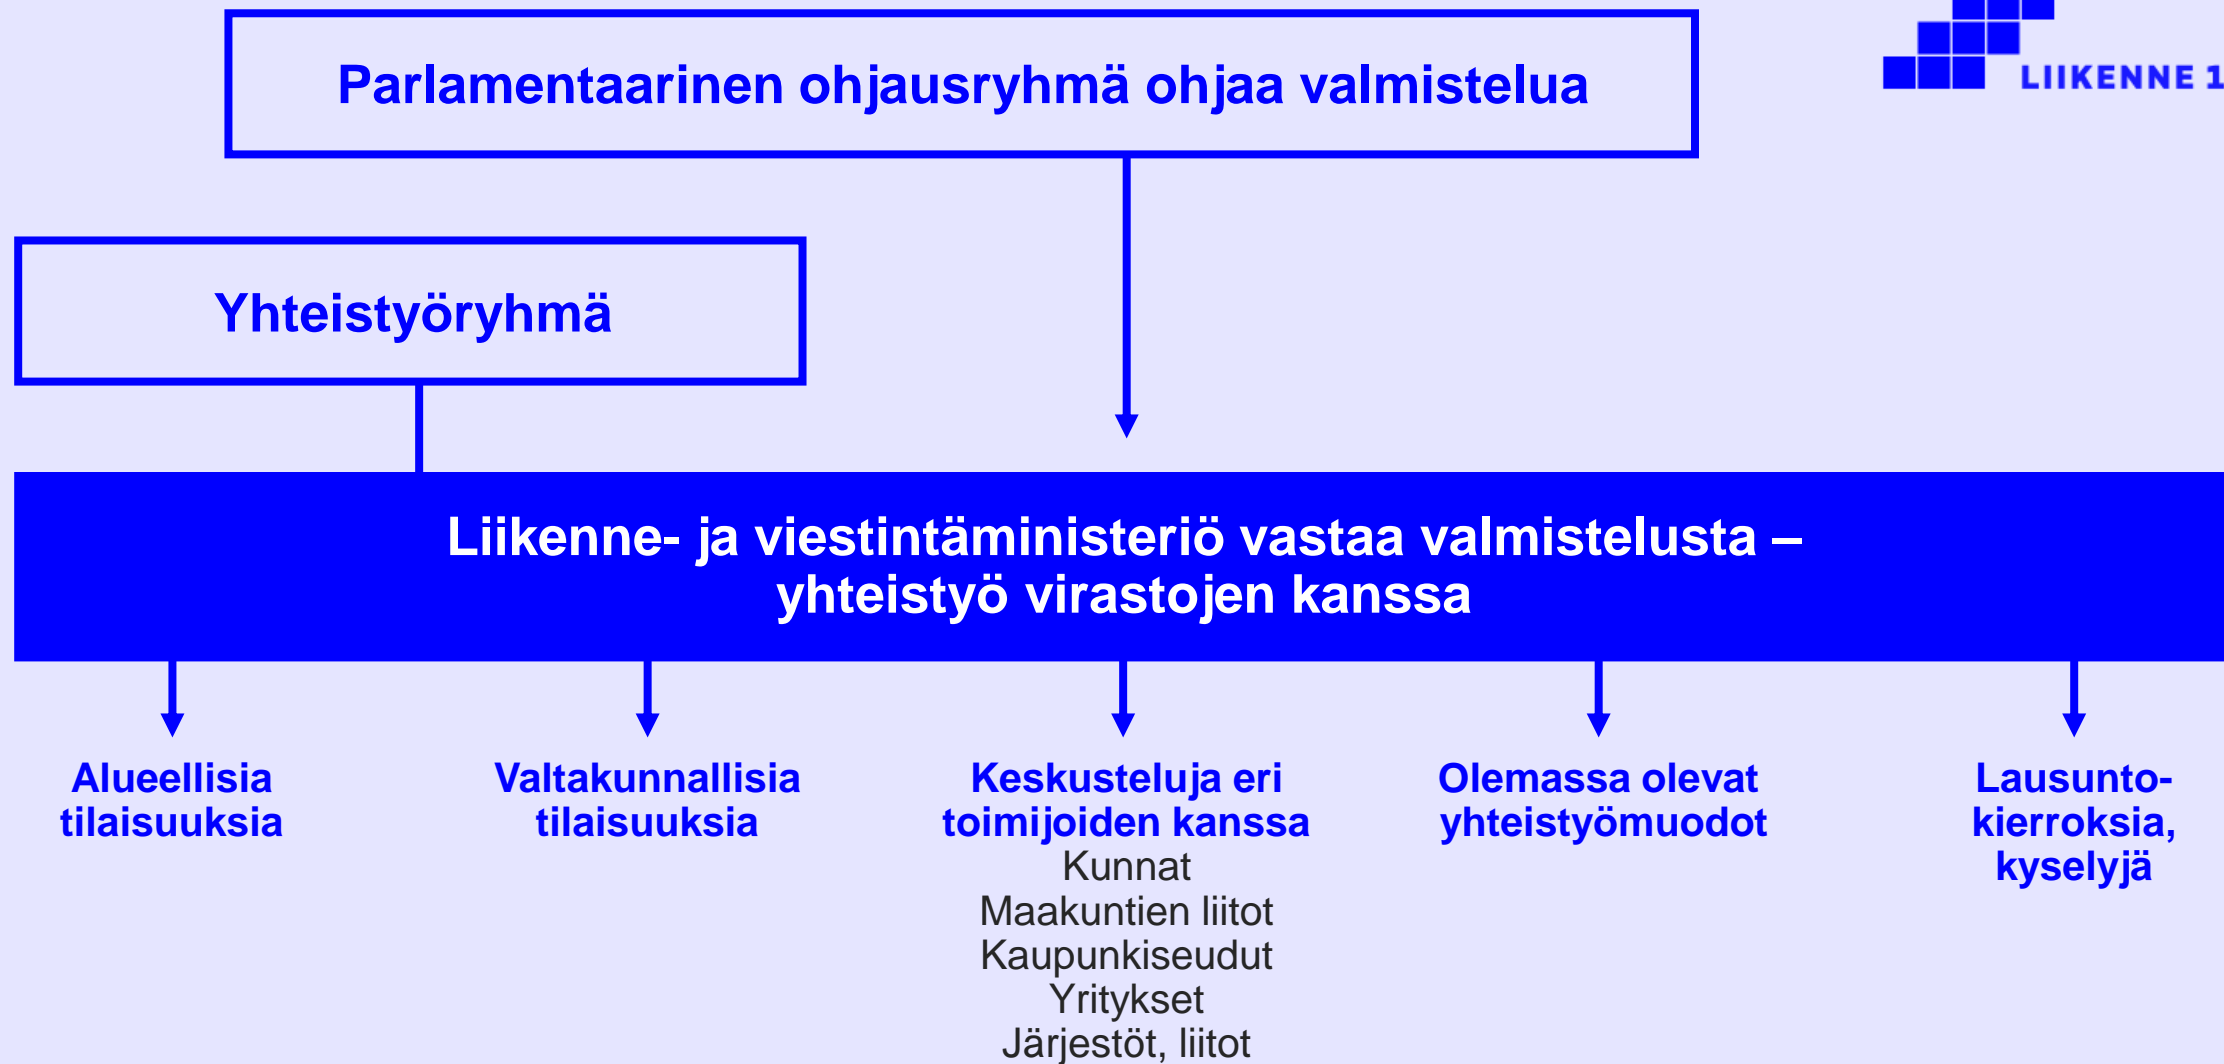 Parlamentaarinen ohjausryhmä ohjaa valmistelua
LIIKENNE 1
Yhteistyöryhmä
Liikenne- ja viestintäministeriö vastaa valmistelusta –
yhteistyö virastojen kanssa
Alueellisia
tilaisuuksia
Valtakunnallisia
tilaisuuksia
Keskusteluja eri
toimijoiden kanssa
Kunnat
Maakuntien liitot
Kaupunkiseudut
Yritykset
Järjestöt, liitot
Olemassa olevat
yhteistyömuodot
Lausunto-
kierroksia,
kyselyjä